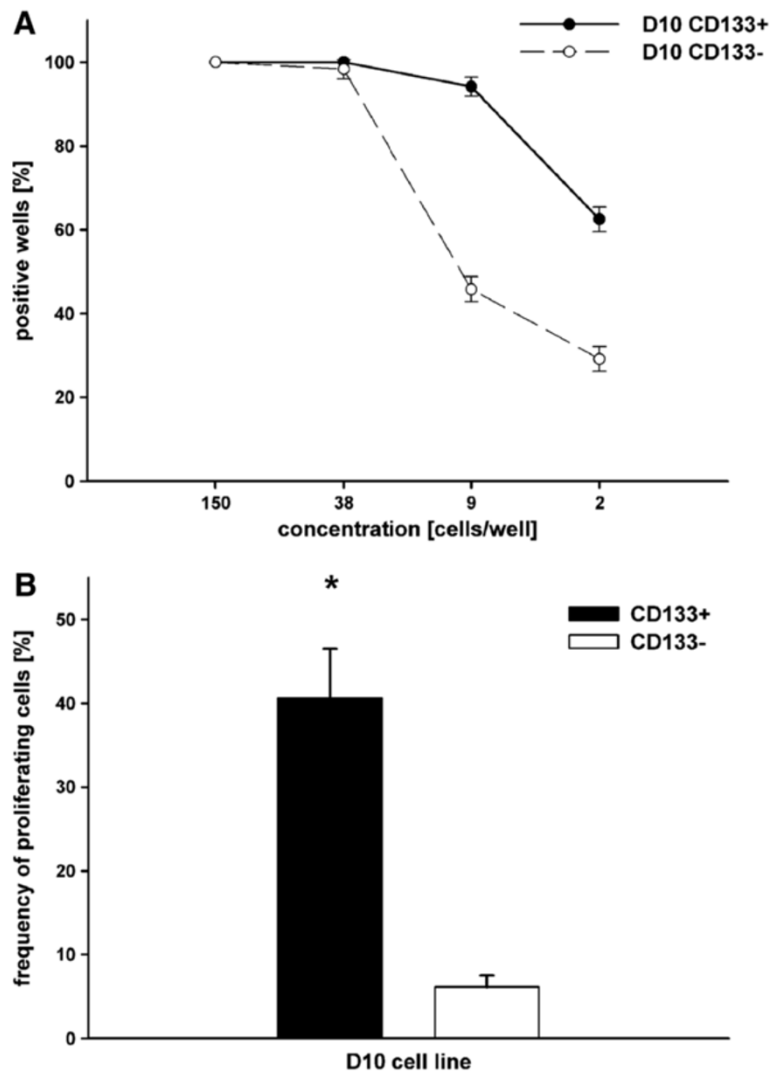 A
D10 CD133+
D10 CD133-
positive wells [%]
100
80
60
40
20
0
150 38 9 2
concentration [cells/well]
B
*
CD133+
CD133-
frequency of proliferating cells [%]
50
40
30
20
10
0
D10 cell line